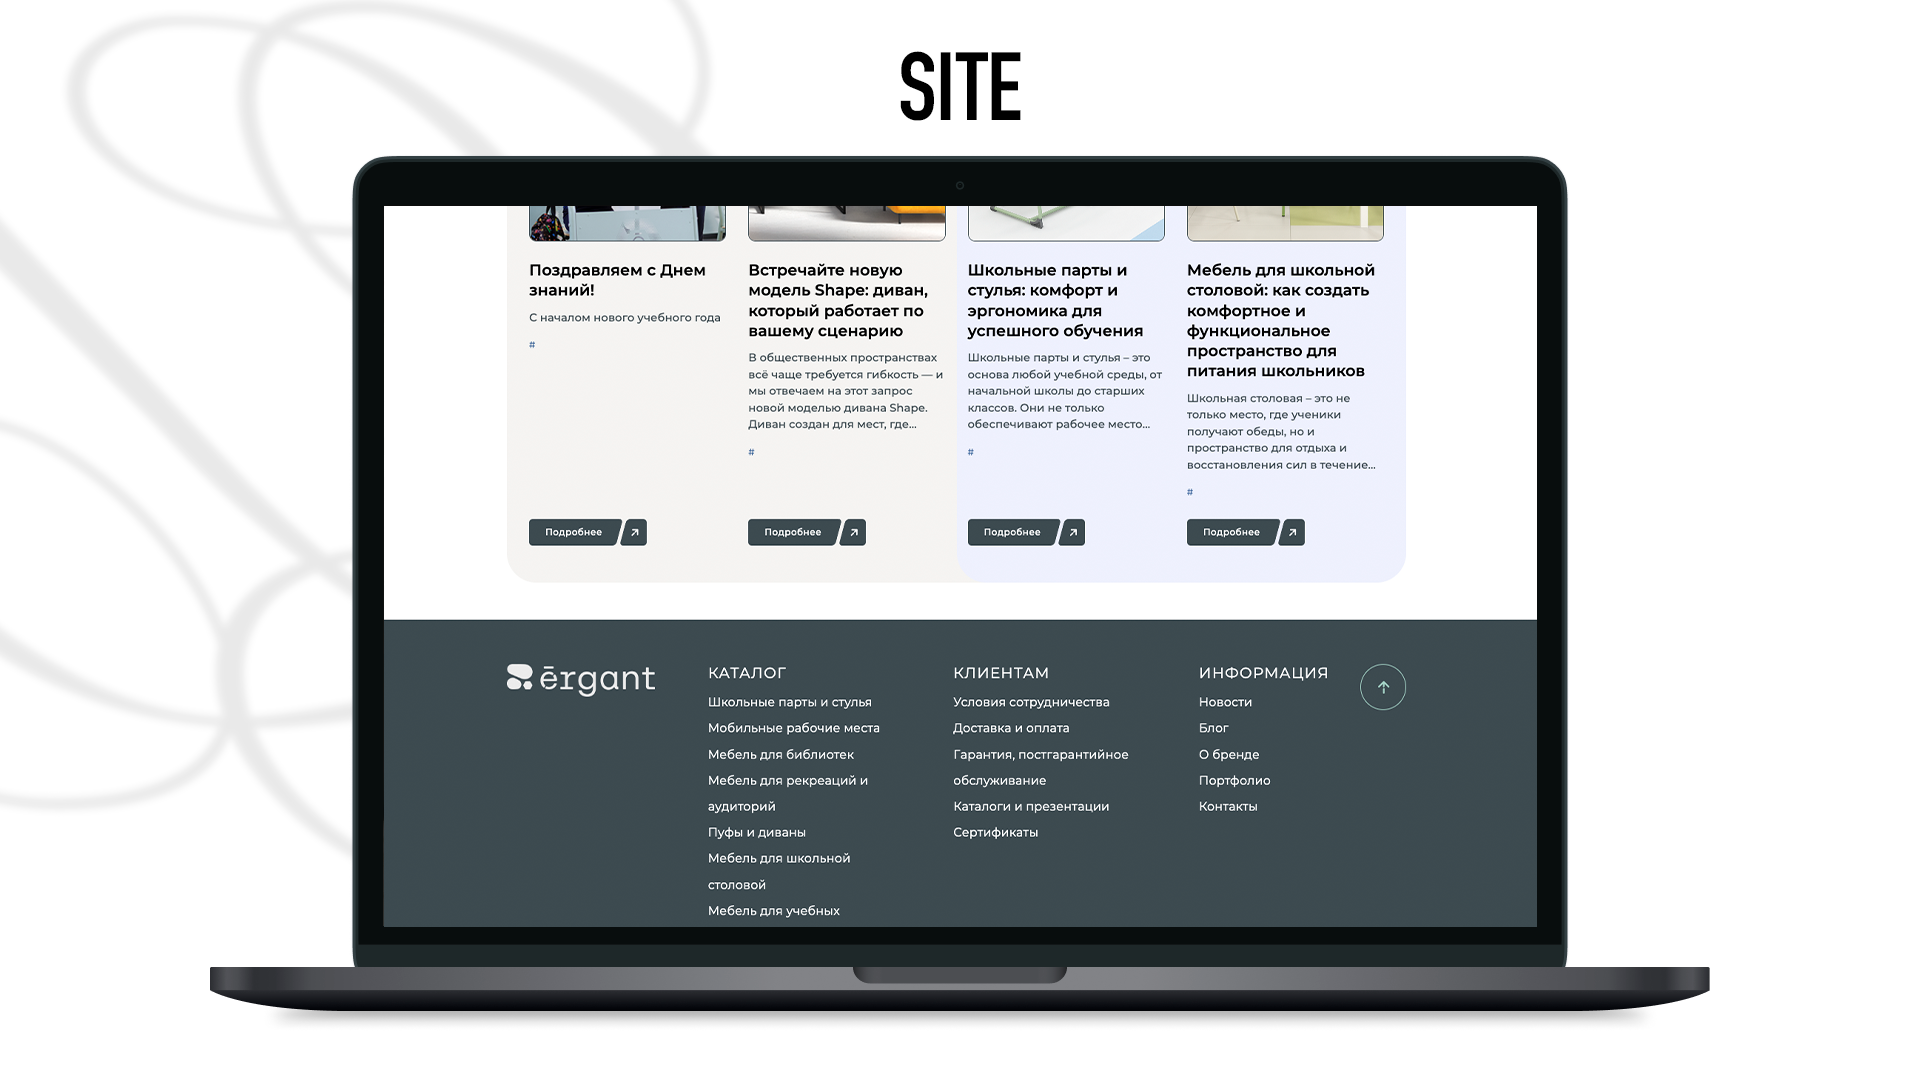 SITE
Поздравляем с Днем
знаний!
С началом нового учебного года
#
Подробнее
Встречайте новую
модель Shape: диван,
который работает по
вашему сценарию
В общественных пространствах
всё чаще требуется гибкость — и
мы отвечаем на этот запрос
новой моделью дивана Shape.
Диван создан для мест, где...
#
Подробнее
Школьные парты и
стулья: комфорт и
эргономика для
успешного обучения
Школьные парты и стулья – это
основа любой учебной среды, от
начальной школы до старших
классов. Они не только
обеспечивают рабочее место...
#
Подробнее
Мебель для школьной
столовой: как создать
комфортное и
функциональное
пространство для
питания школьников
Школьная столовая – это не
только место, где ученики
получают обеды, но и
пространство для отдыха и
восстановления сил в течение...
#
Подробнее
ērgant
КАТАЛОГ
Школьные парты и стулья
Мобильные рабочие места
Мебель для библиотек
Мебель для рекреаций и
аудиторий
Пуфы и диваны
Мебель для школьной
столовой
Мебель для учебных
КЛИЕНТАМ
Условия сотрудничества
Доставка и оплата
Гарантия, постгарантийное
обслуживание
Каталоги и презентации
Сертификаты
ИНФОРМАЦИЯ
Новости
Блог
О бренде
Портфолио
Контакты